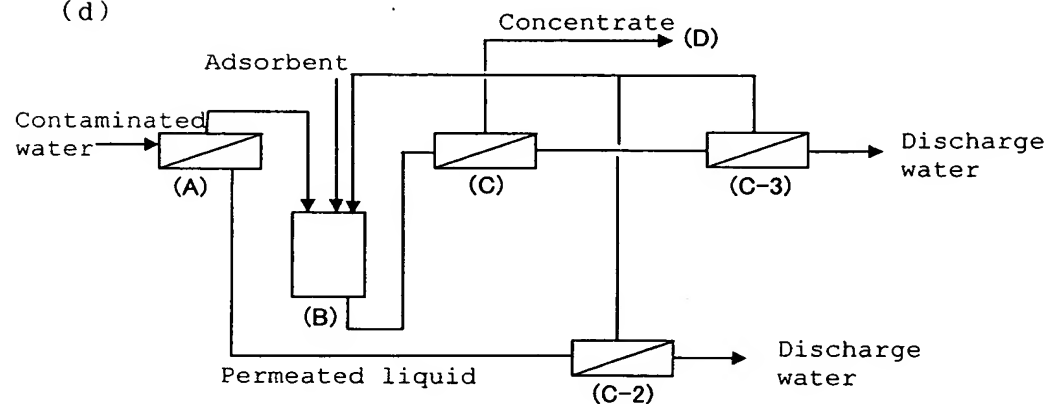 (d)
Concentrate
(D)
Adsorbent
Contaminated
water
(A)
(B)
(C)
(C-3)
Discharge
water
Permeated liquid
(C-2)
Discharge
water